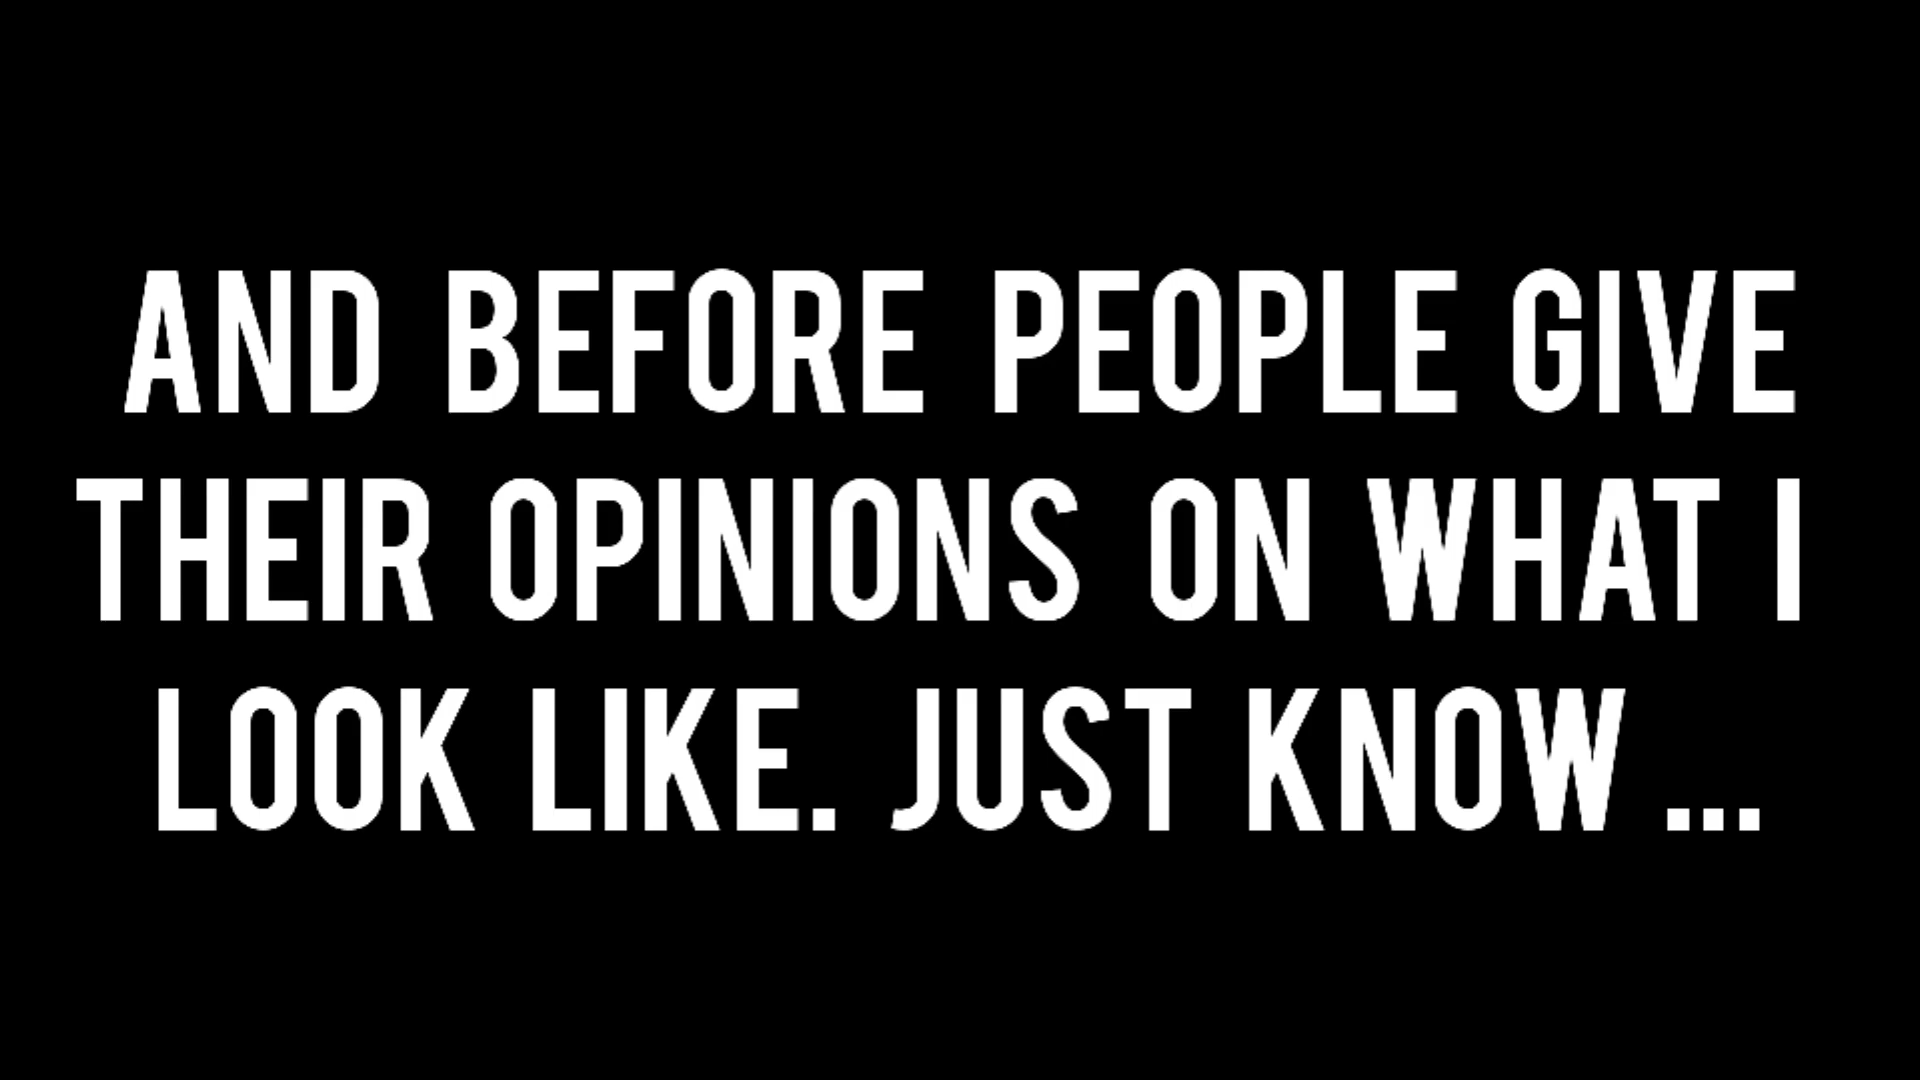 AND BEFORE PEOPLE GIVE
THEIR OPINIONS ON WHAT I
LOOK LIKE. JUST KNOW...